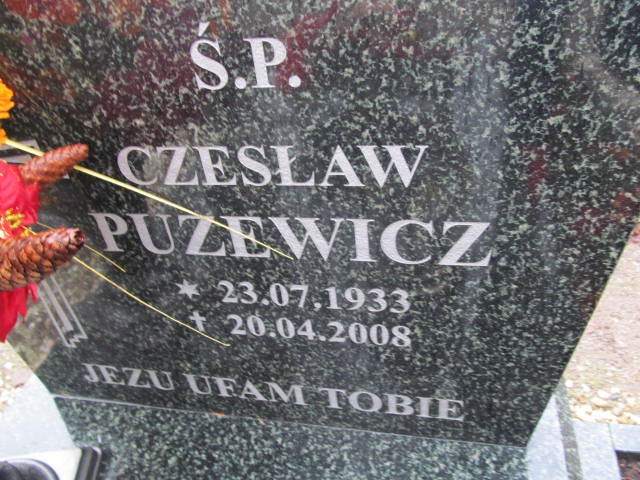 Ś.P.
CZESŁAW
PUZEWICZ
* 23.07.1933
† 20.04.2008
JEZU UFAM TOBIE